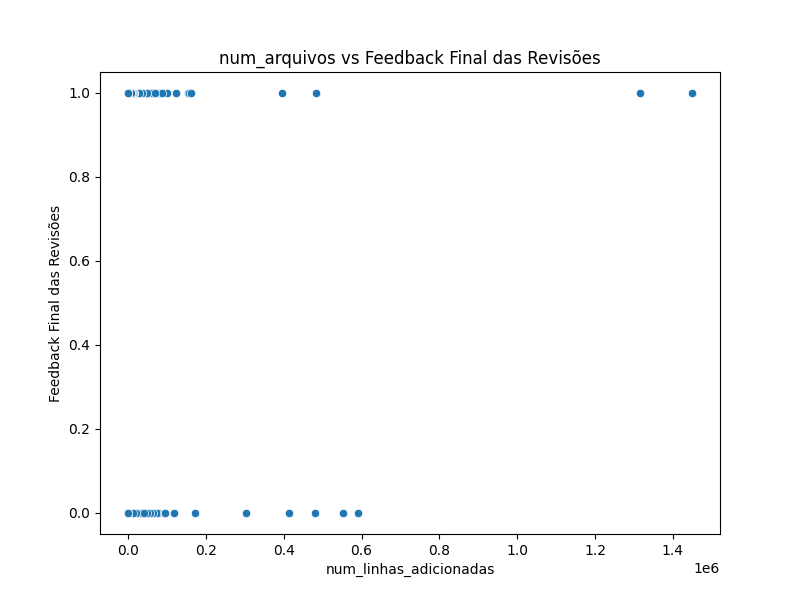 num_arquivos vs Feedback Final das Revisões
1.0
0.8
0.6
0.4
0.2
0.0
Feedback Final das Revisões
0.0 0.2 0.4 0.6 0.8 1.0 1.2 1.4
1e6
num_linhas_adicionadas